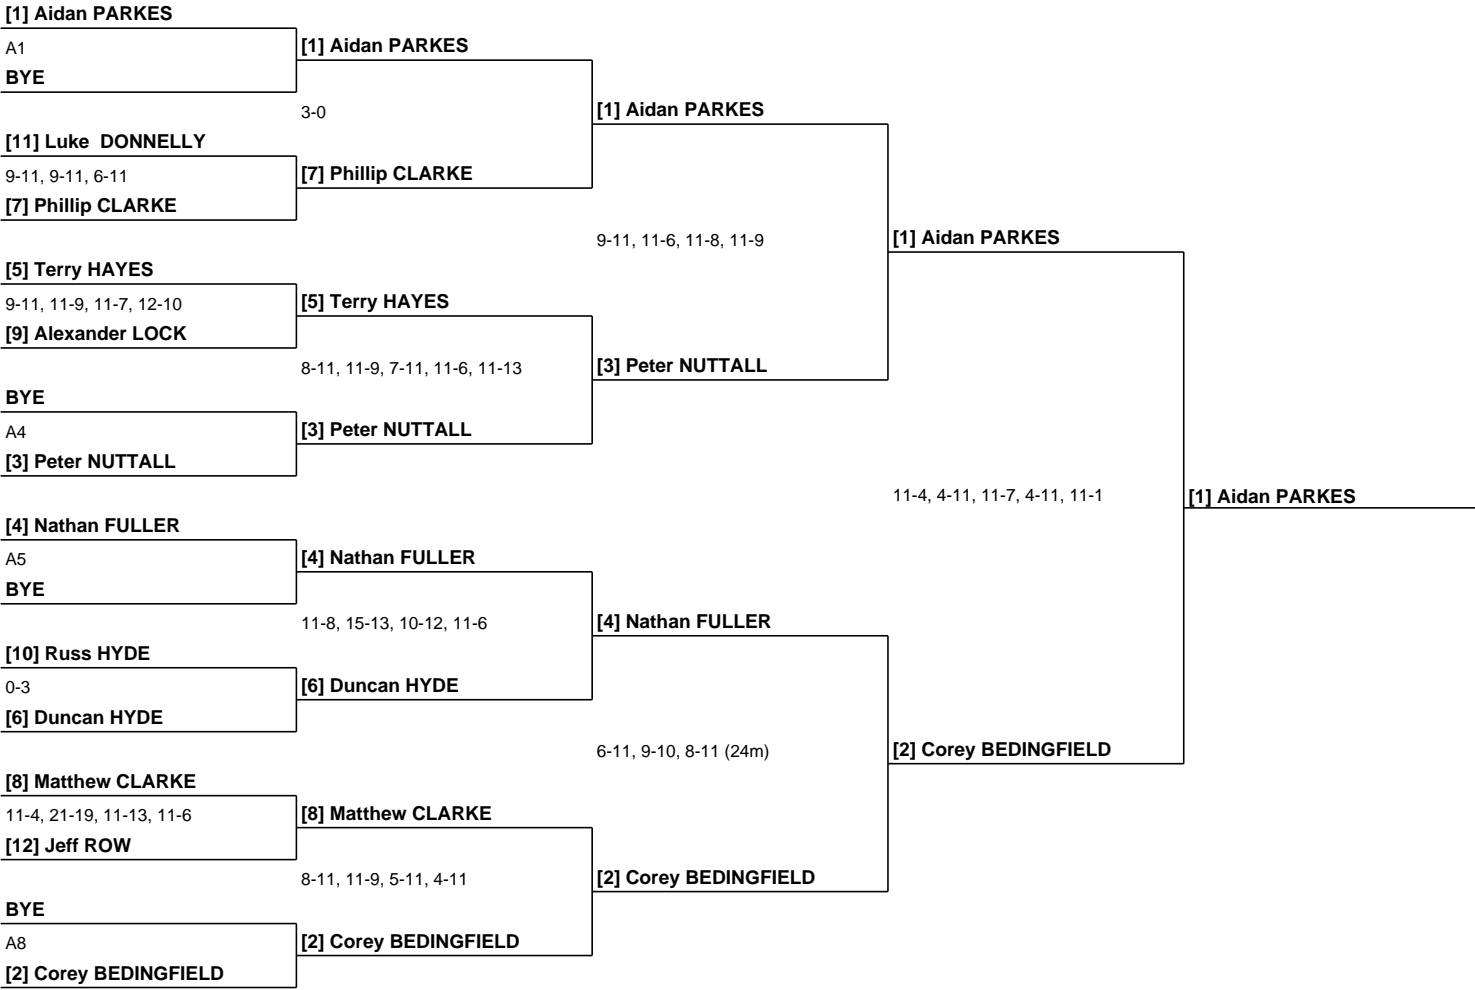 [1] Aidan PARKES
A1
BYE
[11] Luke  DONNELLY
9-11, 9-11, 6-11
[7] Phillip CLARKE
[5] Terry HAYES
9-11, 11-9, 11-7, 12-10
[9] Alexander LOCK
BYE
A4
[3] Peter NUTTALL
[4] Nathan FULLER
A5
BYE
[10] Russ HYDE
0-3
[6] Duncan HYDE
[8] Matthew CLARKE
11-4, 21-19, 11-13, 11-6
[12] Jeff ROW
BYE
A8
[2] Corey BEDINGFIELD
[1] Aidan PARKES
3-0
[7] Phillip CLARKE
[5] Terry HAYES
8-11, 11-9, 7-11, 11-6, 11-13
[3] Peter NUTTALL
[4] Nathan FULLER
11-8, 15-13, 10-12, 11-6
[6] Duncan HYDE
[8] Matthew CLARKE
8-11, 11-9, 5-11, 4-11
[2] Corey BEDINGFIELD
[1] Aidan PARKES
9-11, 11-6, 11-8, 11-9
[3] Peter NUTTALL
[4] Nathan FULLER
6-11, 9-10, 8-11 (24m)
[2] Corey BEDINGFIELD
[1] Aidan PARKES
11-4, 4-11, 11-7, 4-11, 11-1
[2] Corey BEDINGFIELD
[1] Aidan PARKES